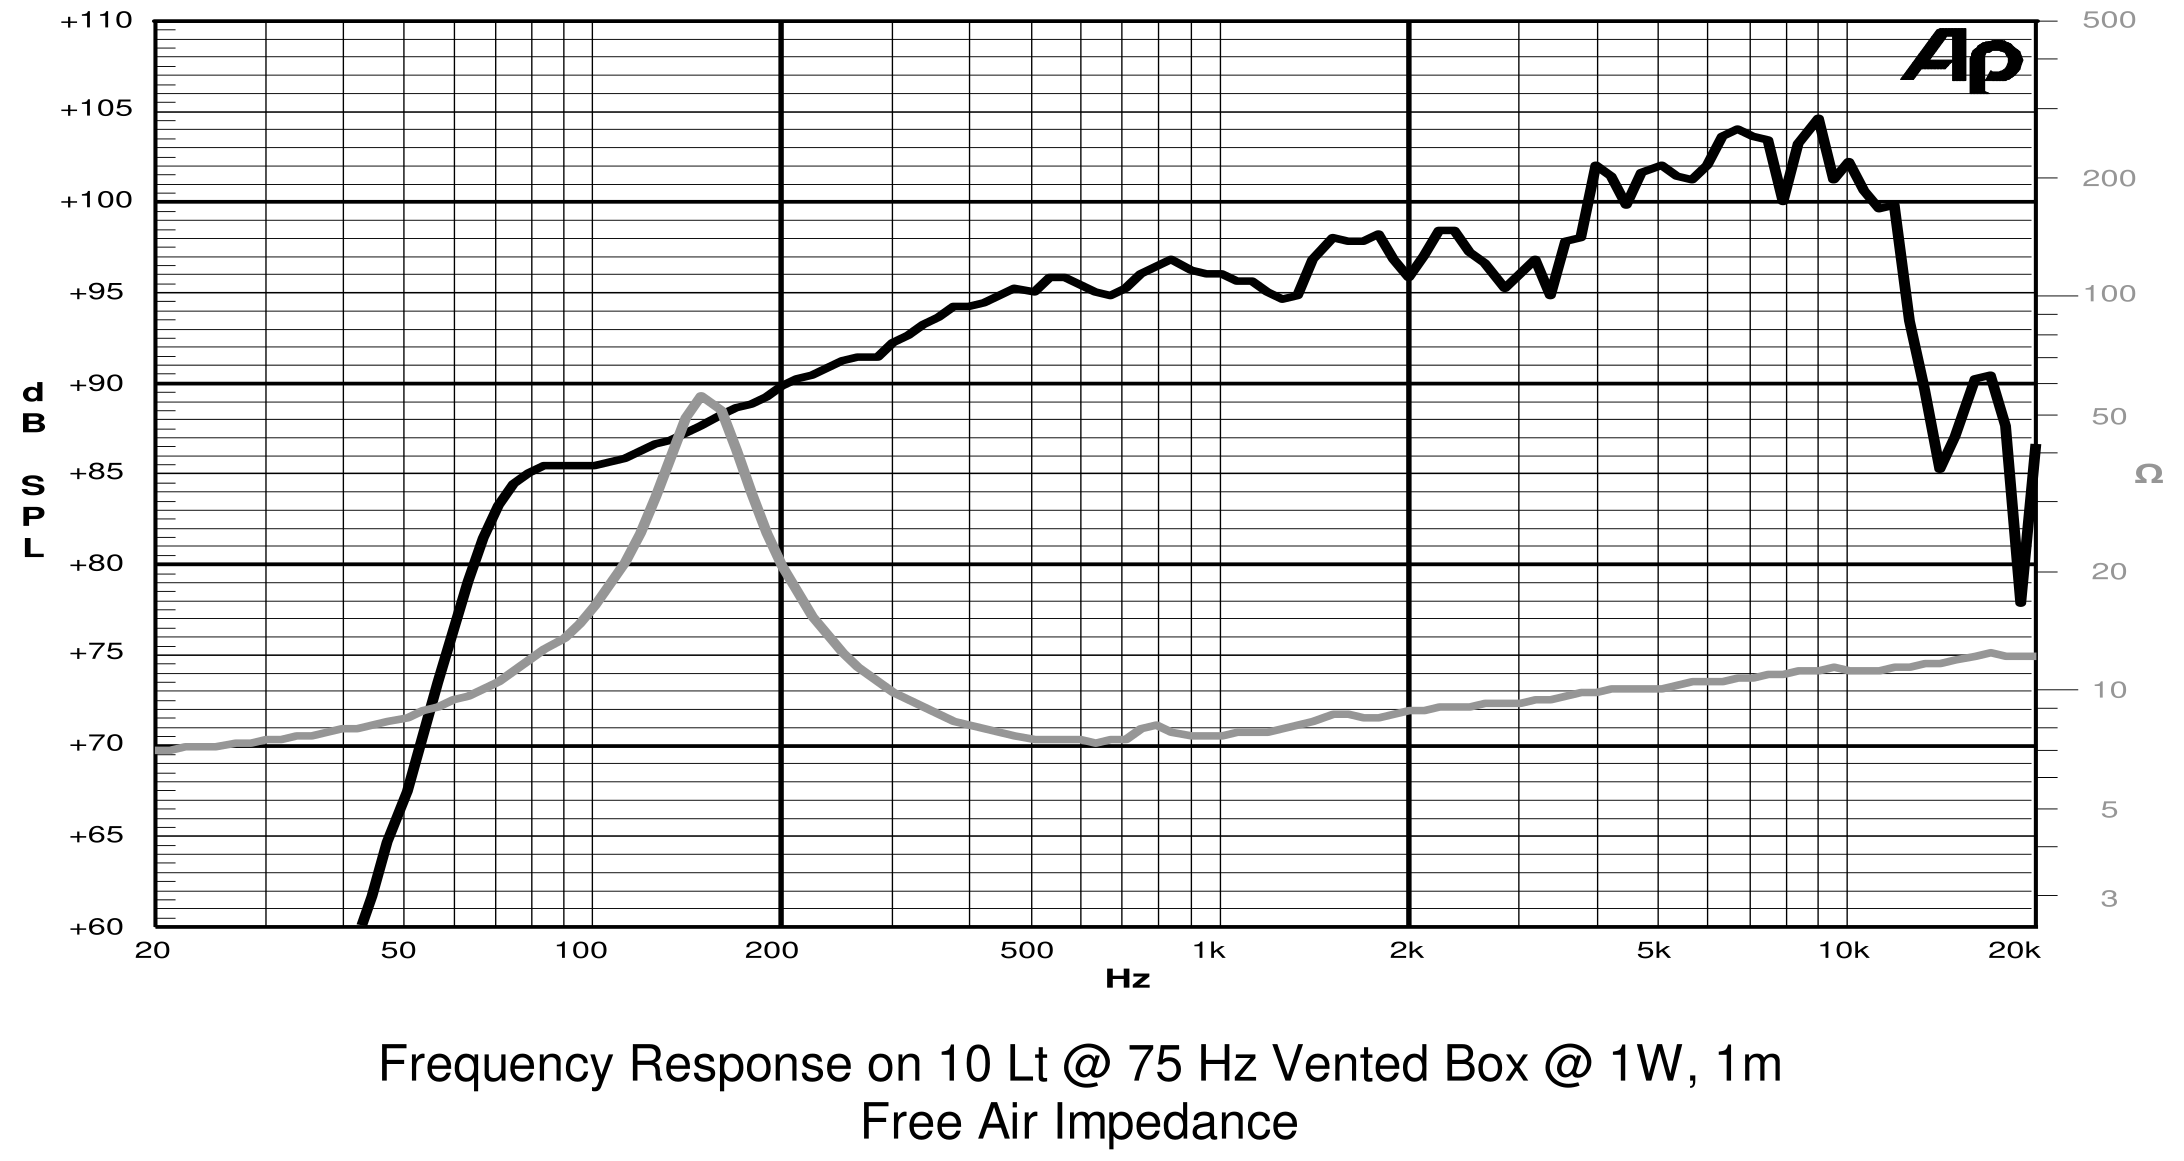 +110
+105
+100
+95
+90
+85
+80
+75
+70
+65
+60
dB SPL
500
200
100
50
20
10
5
3
Ω
Ap
20 50 100 200 500 1k 2k 5k 10k 20k
Hz
Frequency Response on 10 Lt @ 75 Hz Vented Box @ 1W, 1m
Free Air Impedance